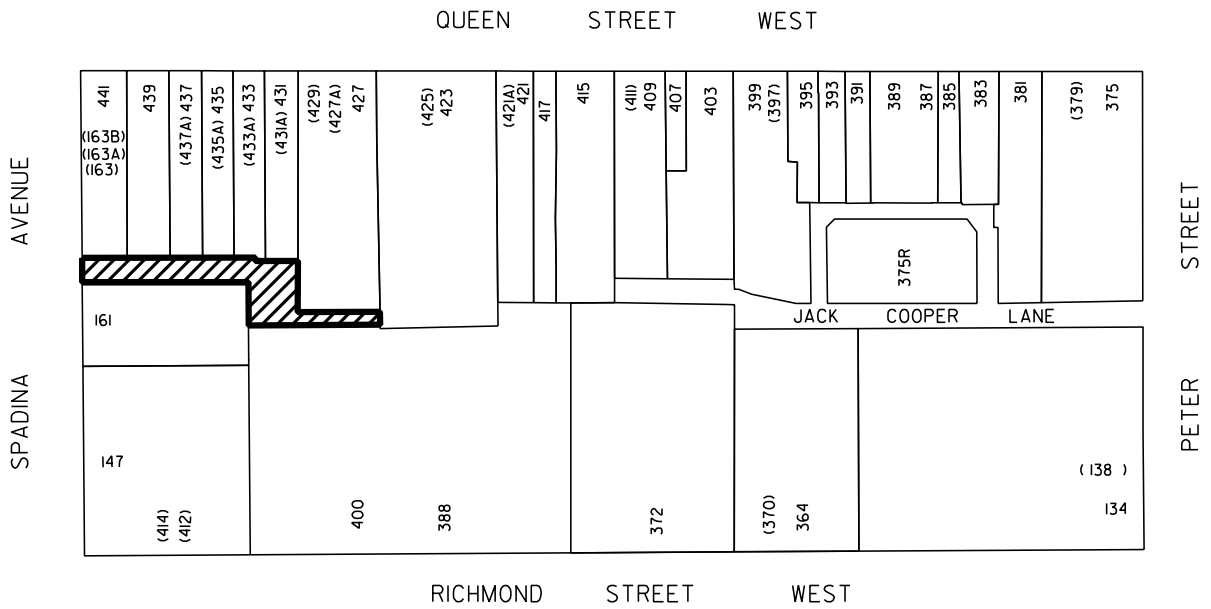 QUEEN STREET WEST
441
(163B)
(163A)
(163)
439
(437A) 437
(435A) 435
(433A) 433
(431A) 431
(429)
(427A) 427
(425)
423
(421A) 421
417
415
(411)
409
407
403
399
(397)
395
393
391
389
387
385
383
381
(379)
375
AVENUE
STREET
375R
161
JACK COOPER LANE
SPADINA
PETER
147
(414)
(412)
400
388
372
(370)
364
(138 )
134
RICHMOND STREET WEST